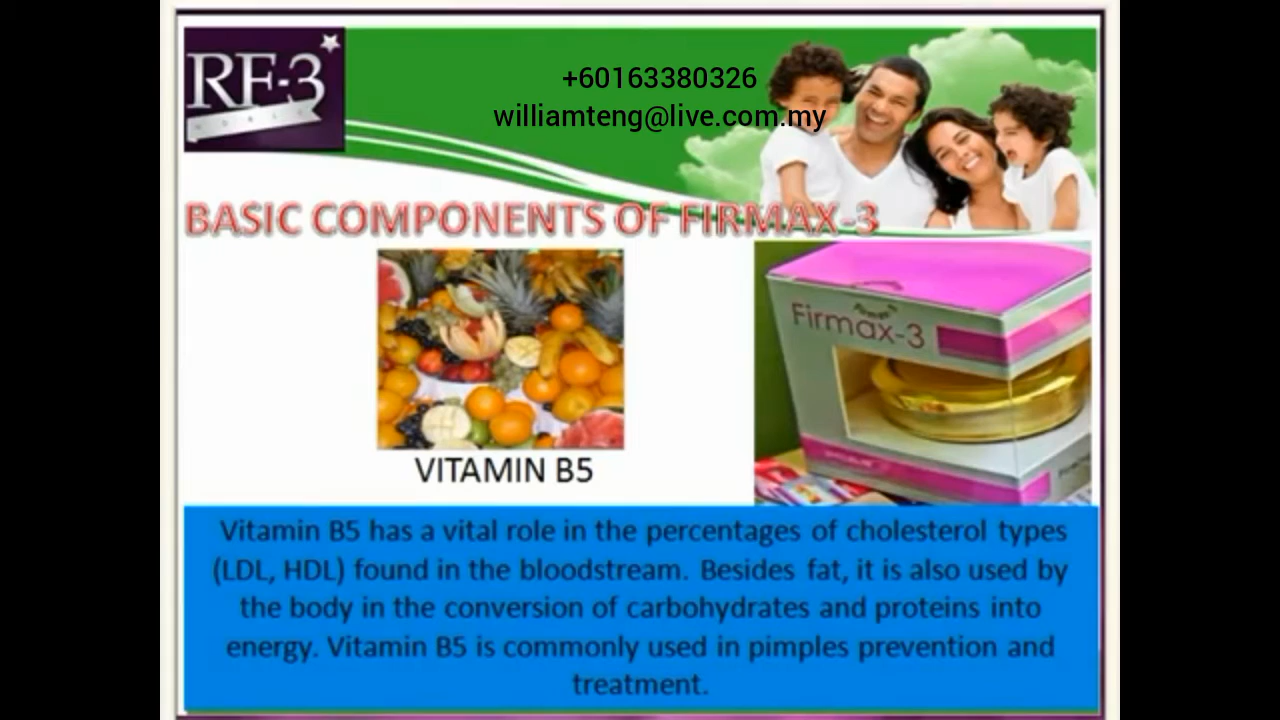 RF-3
NOBLE
+60163380326
williamteng@live.com.my
BASIC COMPONENTS OF FIRMAX-3
Firmax-3
VITAMIN B5
Vitamin B5 has a vital role in the percentages of cholesterol types
(LDL, HDL) found in the bloodstream. Besides fat, it is also used by
the body in the conversion of carbohydrates and proteins into
energy. Vitamin B5 is commonly used in pimples prevention and
treatment.